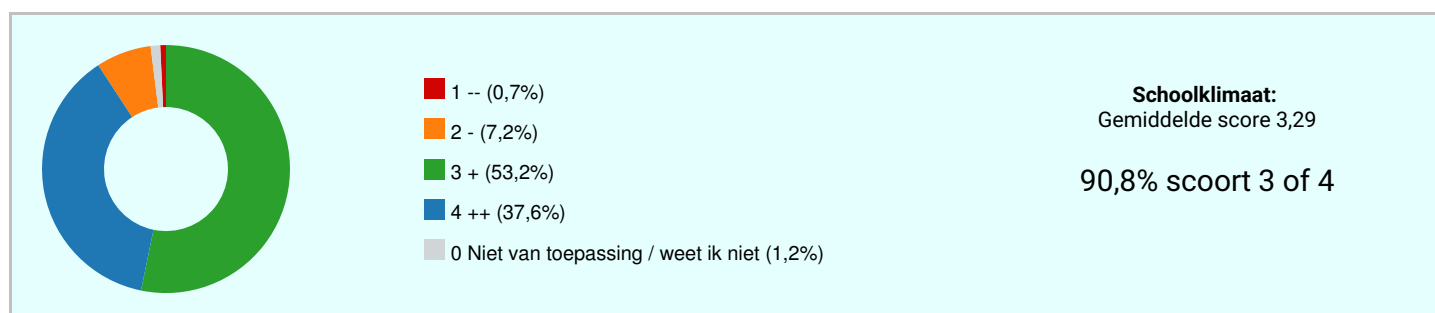 1 -- (0,7%)
2 - (7,2%)
3 + (53,2%)
4 ++ (37,6%)
0 Niet van toepassing / weet ik niet (1,2%)
Schoolklimaat:
Gemiddelde score 3,29
90,8% scoort 3 of 4